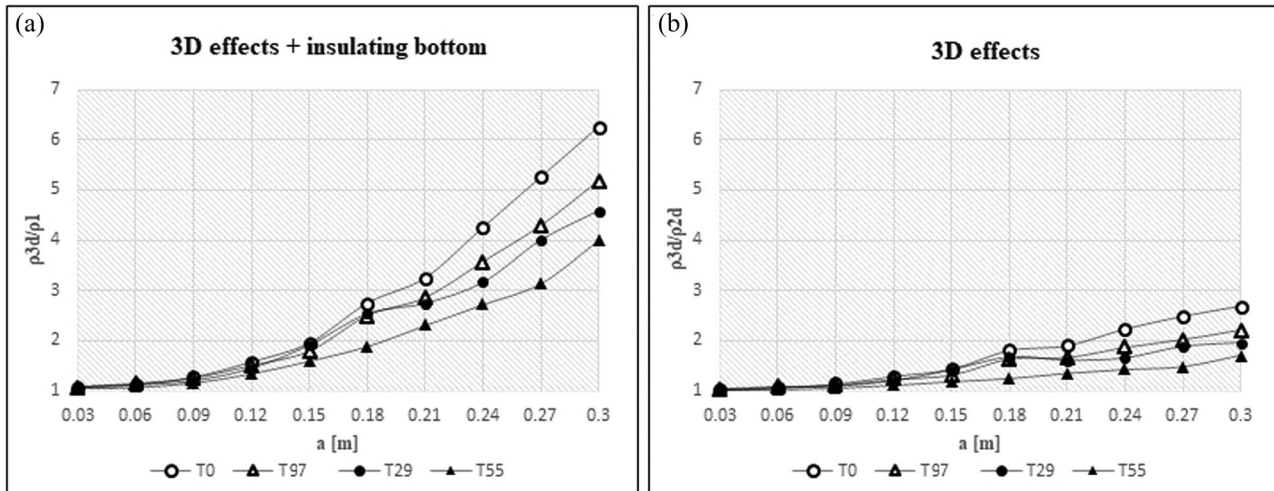 (a)
3D effects + insulating bottom
7
6
5
4
3
2
1
ρ3d/ρ1
0.03 0.06 0.09 0.12 0.15 0.18 0.21 0.24 0.27 0.3
a [m]
T0 T97 T29 T55
(b)
3D effects
7
6
5
4
3
2
1
ρ3d/ρ2d
0.03 0.06 0.09 0.12 0.15 0.18 0.21 0.24 0.27 0.3
a [m]
T0 T97 T29 T55